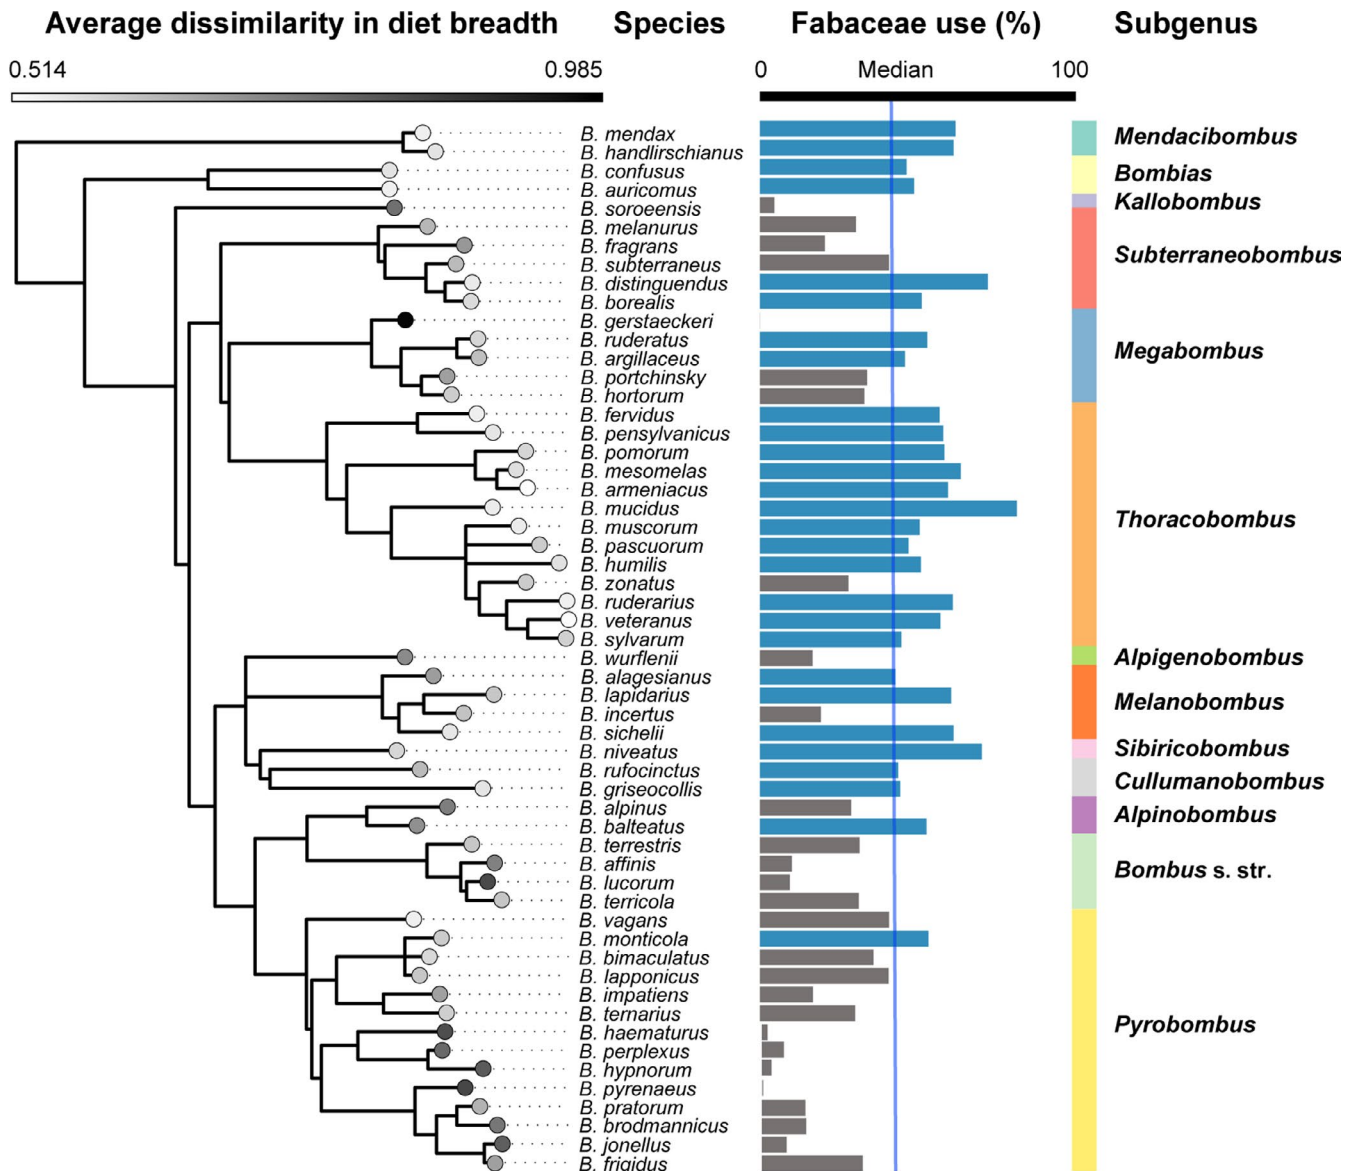 Average dissimilarity in diet breadth Species Fabaceae use (%) Subgenus
0.514 0.985 0 Median 100
B. mendax
Mendacibombus
B. handlirschianus
B. confusus
Bombias
B. auricomus
Kallobombus
B. soroeensis
B. melanurus
B. fragrans
Subterraneobombus
B. subterraneus
B. distinguendus
B. borealis
B. gerstaeckeri
B. ruderatus
Megabombus
B. argillaceus
B. portchinsky
B. hortorum
B. fervidus
B. pensylvanicus
B. pomorum
B. mesomelas
B. armeniacus
B. mucidus
Thoracobombus
B. muscorum
B. pascuorum
B. humilis
B. zonatus
B. ruderarius
B. veteranus
B. sylvarum
B. wurflenii Alpigenobombus
B. alagesianus
B. lapidarius
Melanobombus
B. incertus
B. sichelii
B. niveatus Sibiricobombus
B. rufocinctus
Cullumanobombus
B. griseocollis
B. alpinus
Alpinobombus
B. balteatus
B. terrestris
B. affinis
Bombus s. str.
B. lucorum
B. terricola
B. vagans
B. monticola
B. bimaculatus
B. lapponicus
B. impatiens
B. ternarius
Pyrobombus
B. haematurus
B. perplexus
B. hypnorum
B. pyrenaeus
B. pratorum
B. brodmannicus
B. jonellus
B. frigidus